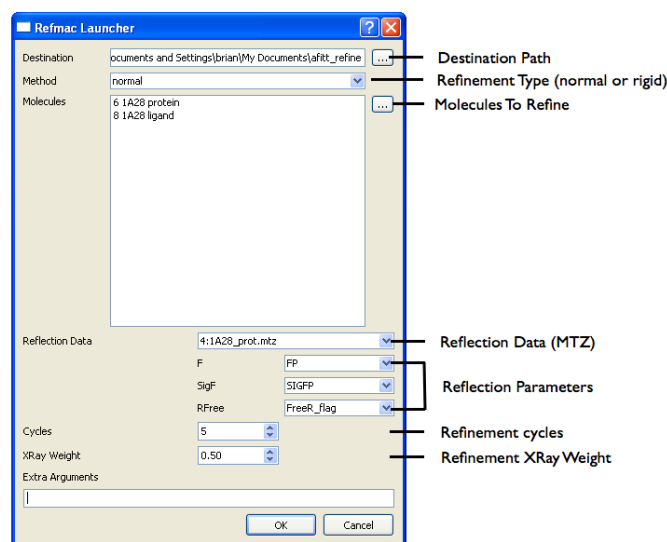 Refmac Launcher
Destination ocuments and Settings\brian\My Documents\afitt_refine ... Destination Path
Method normal Refinement Type (normal or rigid)
Molecules 6 1A28 protein ... Molecules To Refine
8 1A28 ligand
Reflection Data 4:1A28_prot.mtz Reflection Data (MTZ)
F FP
SigF SIGFP Reflection Parameters
RFree FreeR_flag
Cycles 5 Refinement cycles
XRay Weight 0.50 Refinement XRay Weight
Extra Arguments
OK Cancel